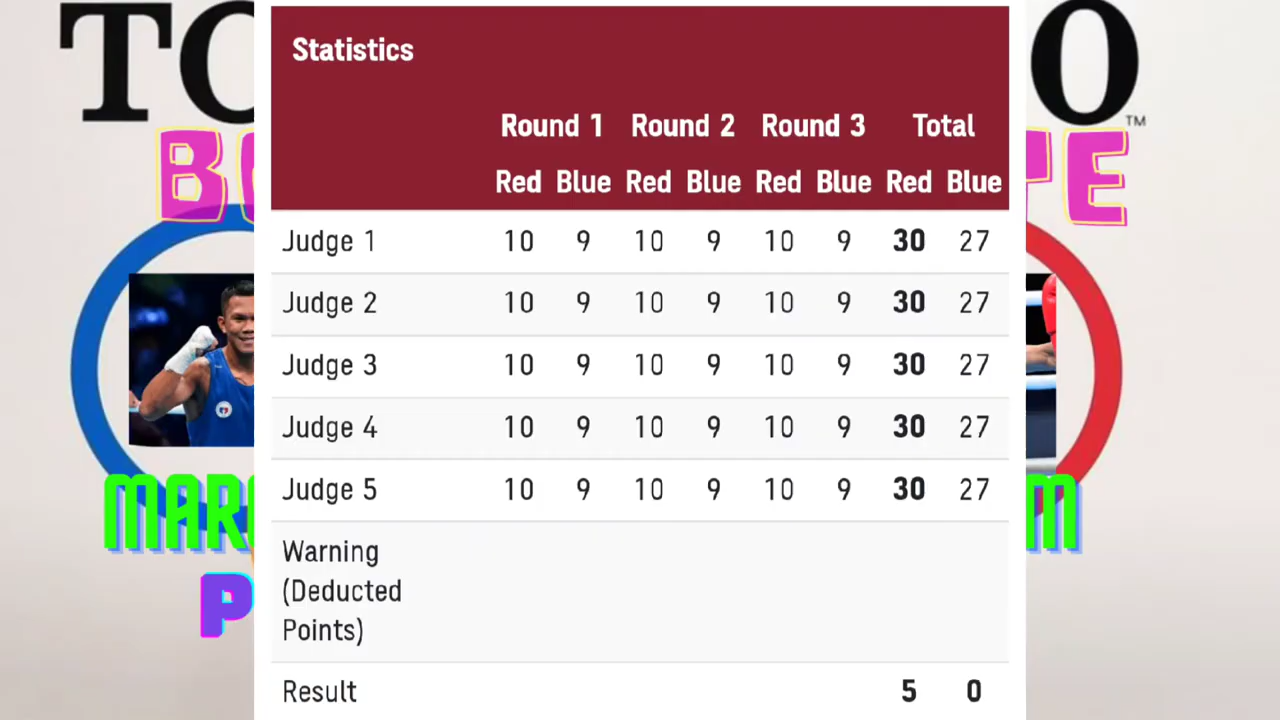 Statistics
Round 1 Round 2 Round 3 Total
Red Blue Red Blue Red Blue Red Blue
Judge 1 10 9 10 9 10 9 30 27
Judge 2 10 9 10 9 10 9 30 27
Judge 3 10 9 10 9 10 9 30 27
Judge 4 10 9 10 9 10 9 30 27
Judge 5 10 9 10 9 10 9 30 27
Warning
(Deducted
Points)
Result 5 0